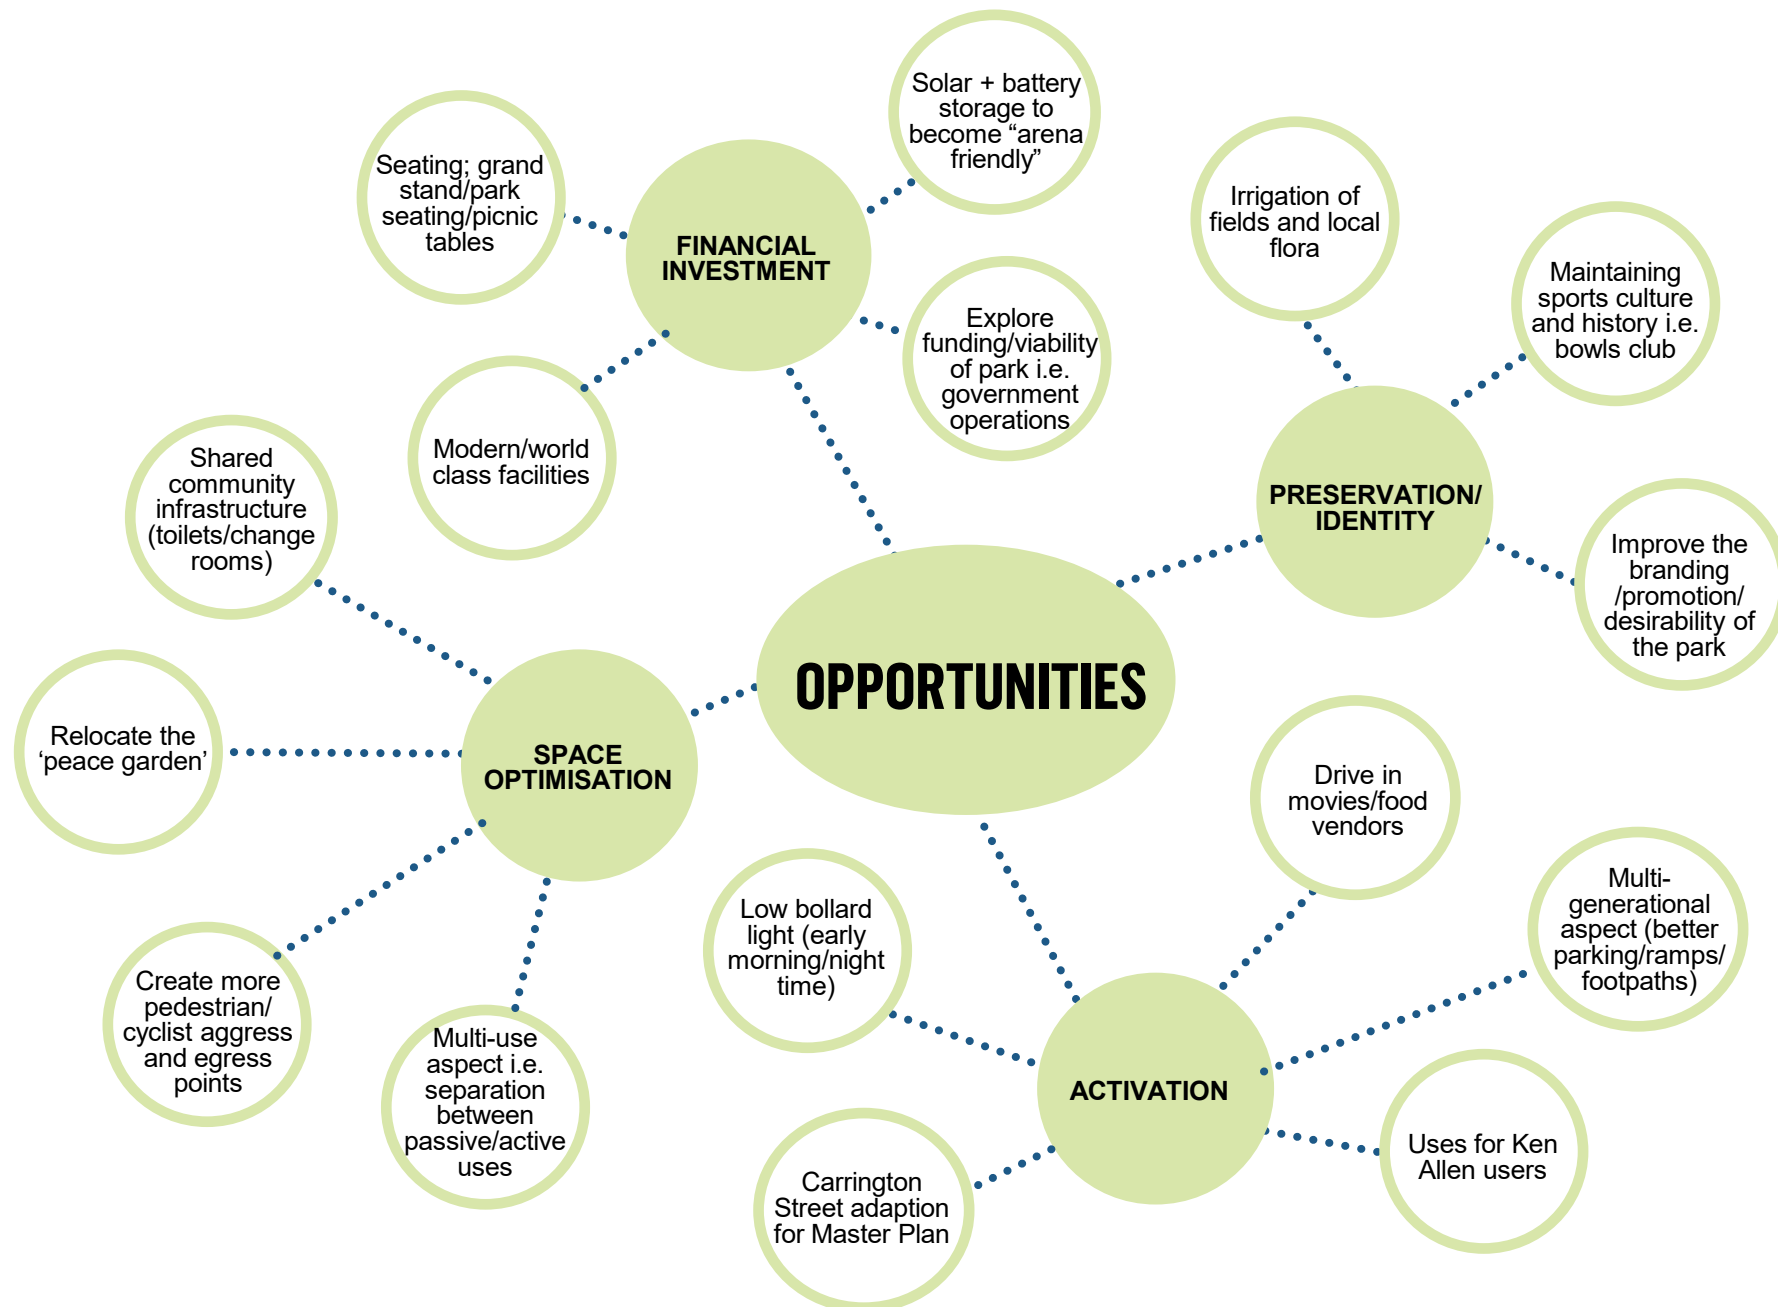 OPPORTUNITIES
FINANCIAL
INVESTMENT
Seating; grand
stand/park
seating/picnic
tables
Solar + battery
storage to
become “arena
friendly”
Explore
funding/viability
of park i.e.
government
operations
Modern/world
class facilities
PRESERVATION/
IDENTITY
Irrigation of
fields and local
flora
Maintaining
sports culture
and history i.e.
bowls club
Improve the
branding
/promotion/
desirability of
the park
SPACE
OPTIMISATION
Shared
community
infrastructure
(toilets/change
rooms)
Relocate the
‘peace garden’
Create more
pedestrian/
cyclist aggress
and egress
points
Multi-use
aspect i.e.
separation
between
passive/active
uses
ACTIVATION
Drive in
movies/food
vendors
Low bollard
light (early
morning/night
time)
Multi-
generational
aspect (better
parking/ramps/
footpaths)
Carrington
Street adaption
for Master Plan
Uses for Ken
Allen users